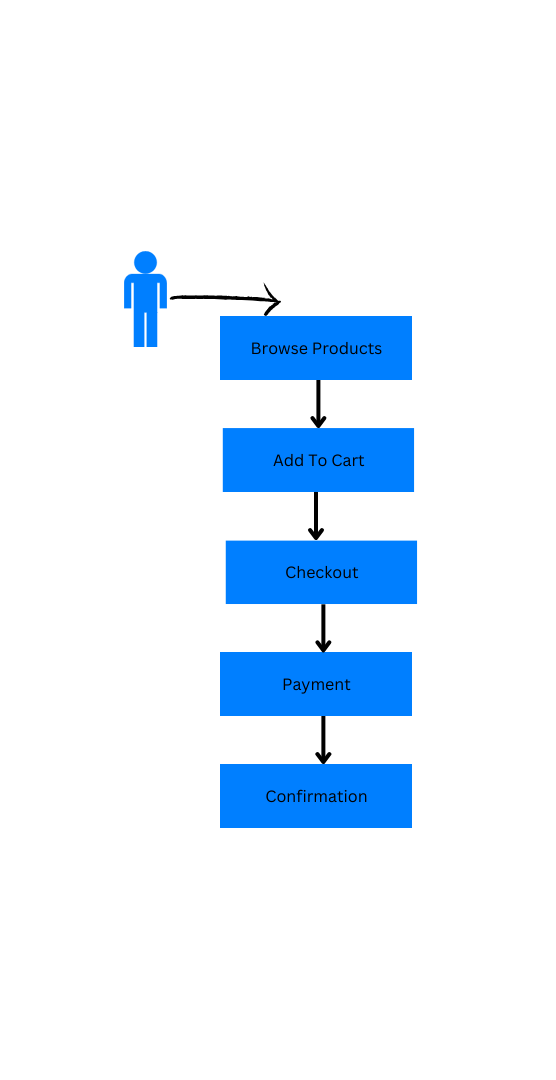 Browse Products
Add To Cart
Checkout
Payment
Confirmation